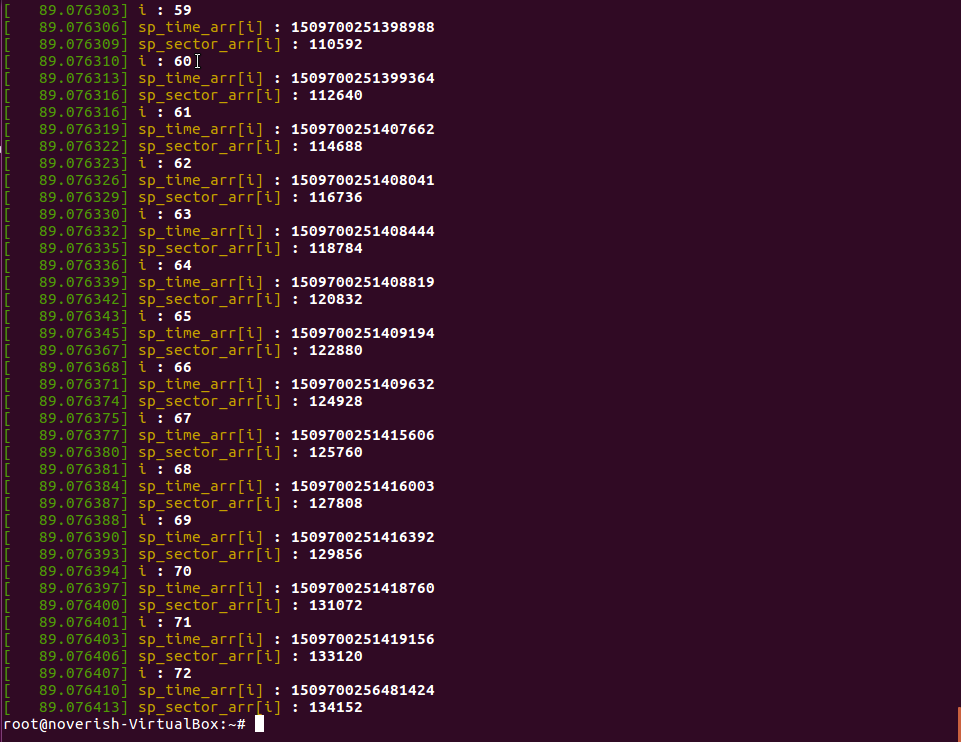 [   89.076303] i : 59
[   89.076306] sp_time_arr[i] : 1509700251398988
[   89.076309] sp_sector_arr[i] : 110592
[   89.076310] i : 60
[   89.076313] sp_time_arr[i] : 1509700251399364
[   89.076316] sp_sector_arr[i] : 112640
[   89.076316] i : 61
[   89.076319] sp_time_arr[i] : 1509700251407662
[   89.076322] sp_sector_arr[i] : 114688
[   89.076323] i : 62
[   89.076326] sp_time_arr[i] : 1509700251408041
[   89.076329] sp_sector_arr[i] : 116736
[   89.076330] i : 63
[   89.076332] sp_time_arr[i] : 1509700251408444
[   89.076335] sp_sector_arr[i] : 118784
[   89.076336] i : 64
[   89.076339] sp_time_arr[i] : 1509700251408819
[   89.076342] sp_sector_arr[i] : 120832
[   89.076343] i : 65
[   89.076345] sp_time_arr[i] : 1509700251409194
[   89.076367] sp_sector_arr[i] : 122880
[   89.076368] i : 66
[   89.076371] sp_time_arr[i] : 1509700251409632
[   89.076374] sp_sector_arr[i] : 124928
[   89.076375] i : 67
[   89.076377] sp_time_arr[i] : 1509700251415606
[   89.076380] sp_sector_arr[i] : 125760
[   89.076381] i : 68
[   89.076384] sp_time_arr[i] : 1509700251416003
[   89.076387] sp_sector_arr[i] : 127808
[   89.076388] i : 69
[   89.076390] sp_time_arr[i] : 1509700251416392
[   89.076393] sp_sector_arr[i] : 129856
[   89.076394] i : 70
[   89.076397] sp_time_arr[i] : 1509700251418760
[   89.076400] sp_sector_arr[i] : 131072
[   89.076401] i : 71
[   89.076403] sp_time_arr[i] : 1509700251419156
[   89.076406] sp_sector_arr[i] : 133120
[   89.076407] i : 72
[   89.076410] sp_time_arr[i] : 1509700256481424
[   89.076413] sp_sector_arr[i] : 134152
root@noverish-VirtualBox:~#